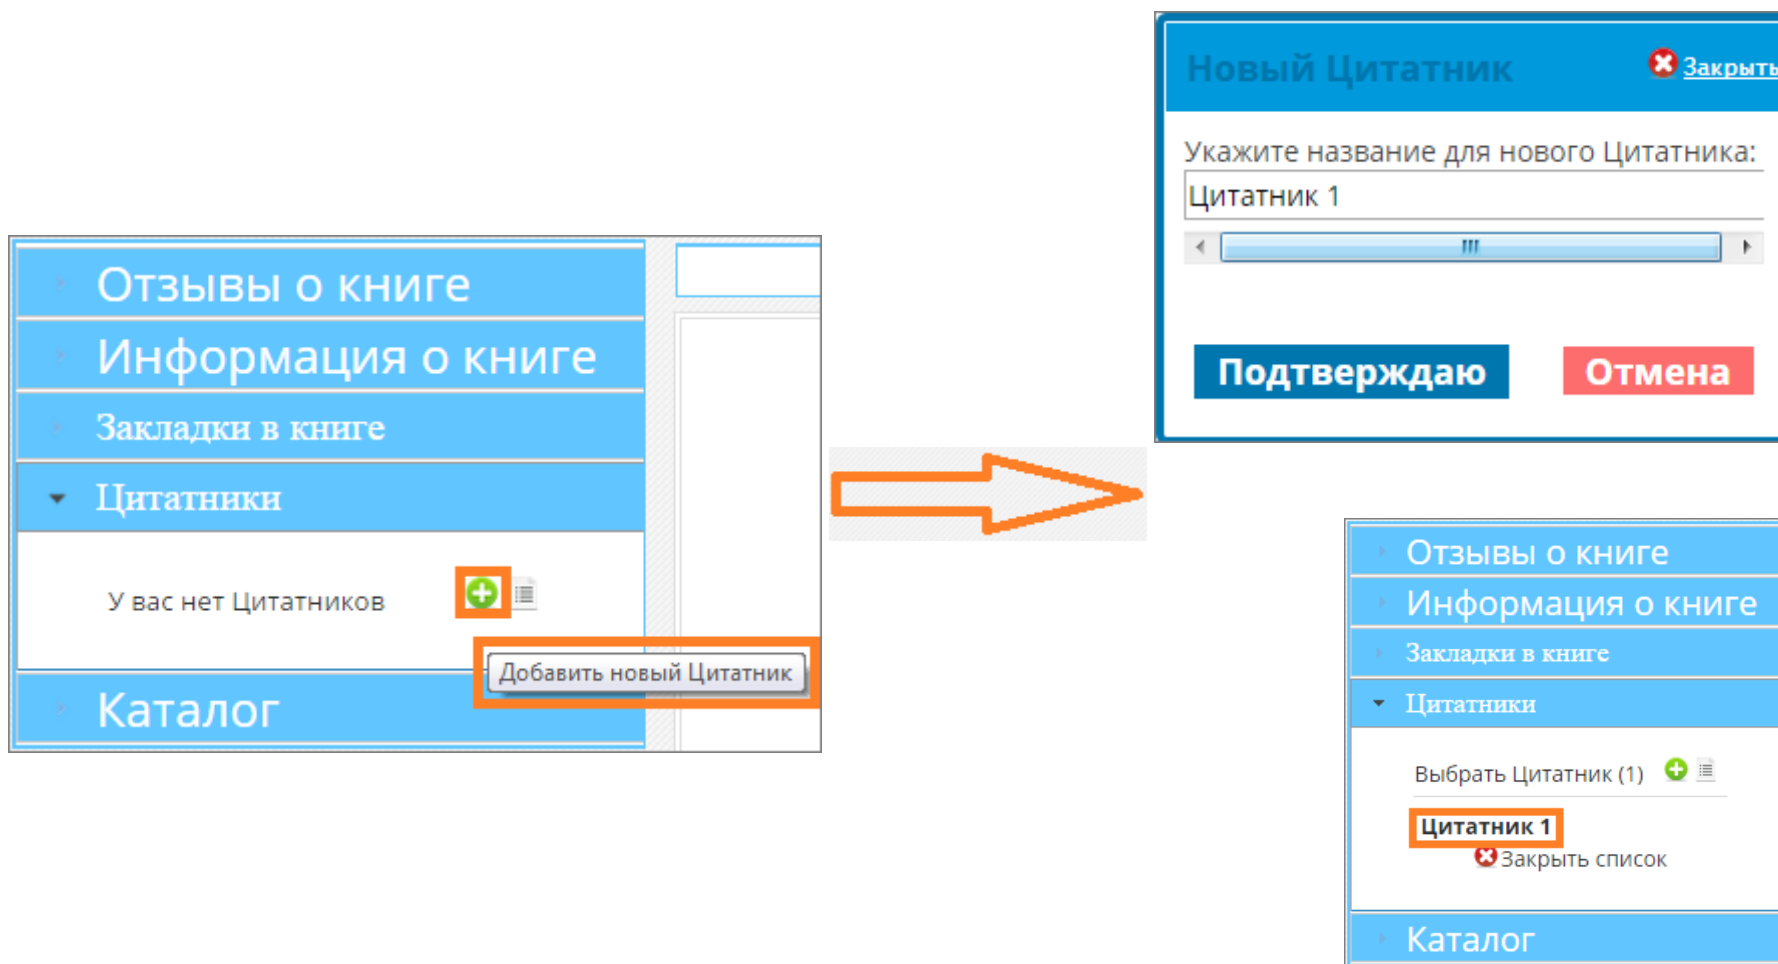 Отзывы о книге
Информация о книге
Закладки в книге
Цитатники
У вас нет Цитатников
Добавить новый Цитатник
Каталог
Новый Цитатник
Закрыть
Укажите название для нового Цитатника:
Цитатник 1
Подтверждаю
Отмена
Отзывы о книге
Информация о книге
Закладки в книге
Цитатники
Выбрать Цитатник (1)
Цитатник 1
Закрыть список
Каталог